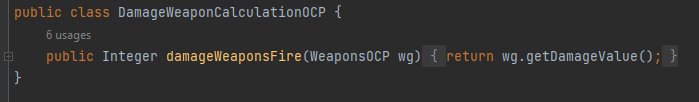 public class DamageWeaponCalculationOCP {
6 usages
public Integer damageWeaponsFire(WeaponsOCP wg) { return wg.getDamageValue(); }
}